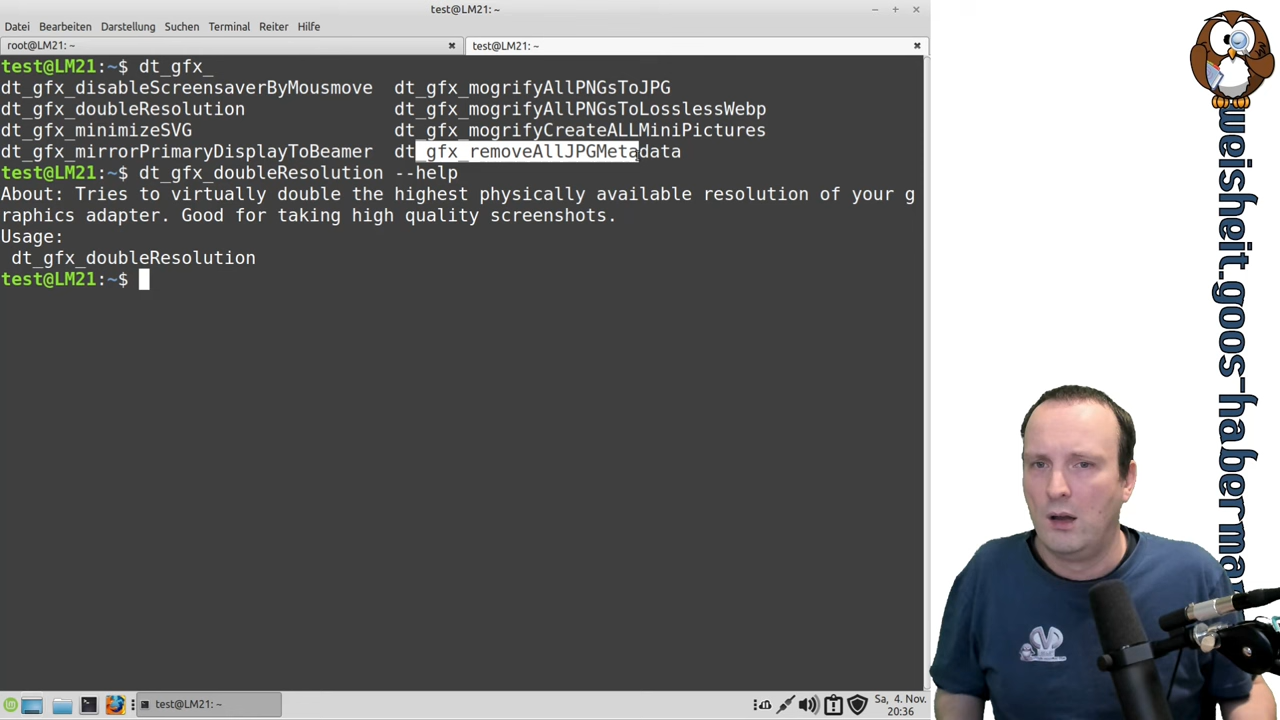 test@LM21: ~
Datei Bearbeiten Darstellung Suchen Terminal Reiter Hilfe
root@LM21: ~
test@LM21: ~
test@LM21:~$ dt_gfx_
dt_gfx_disableScreensaverByMousmove dt_gfx_mogrifyAllPNGsToJPG
dt_gfx_doubleResolution dt_gfx_mogrifyAllPNGsToLosslessWebp
dt_gfx_minimizeSVG dt_gfx_mogrifyCreateALLMiniPictures
dt_gfx_mirrorPrimaryDisplayToBeamer dt_gfx_removeAllJPGMetadata
test@LM21:~$ dt_gfx_doubleResolution --help
About: Tries to virtually double the highest physically available resolution of your g
raphics adapter. Good for taking high quality screenshots.
Usage:
dt_gfx_doubleResolution
test@LM21:~$
test@LM21: ~
Sa, 4. Nov.
20:36
weisheit.goos-haberma